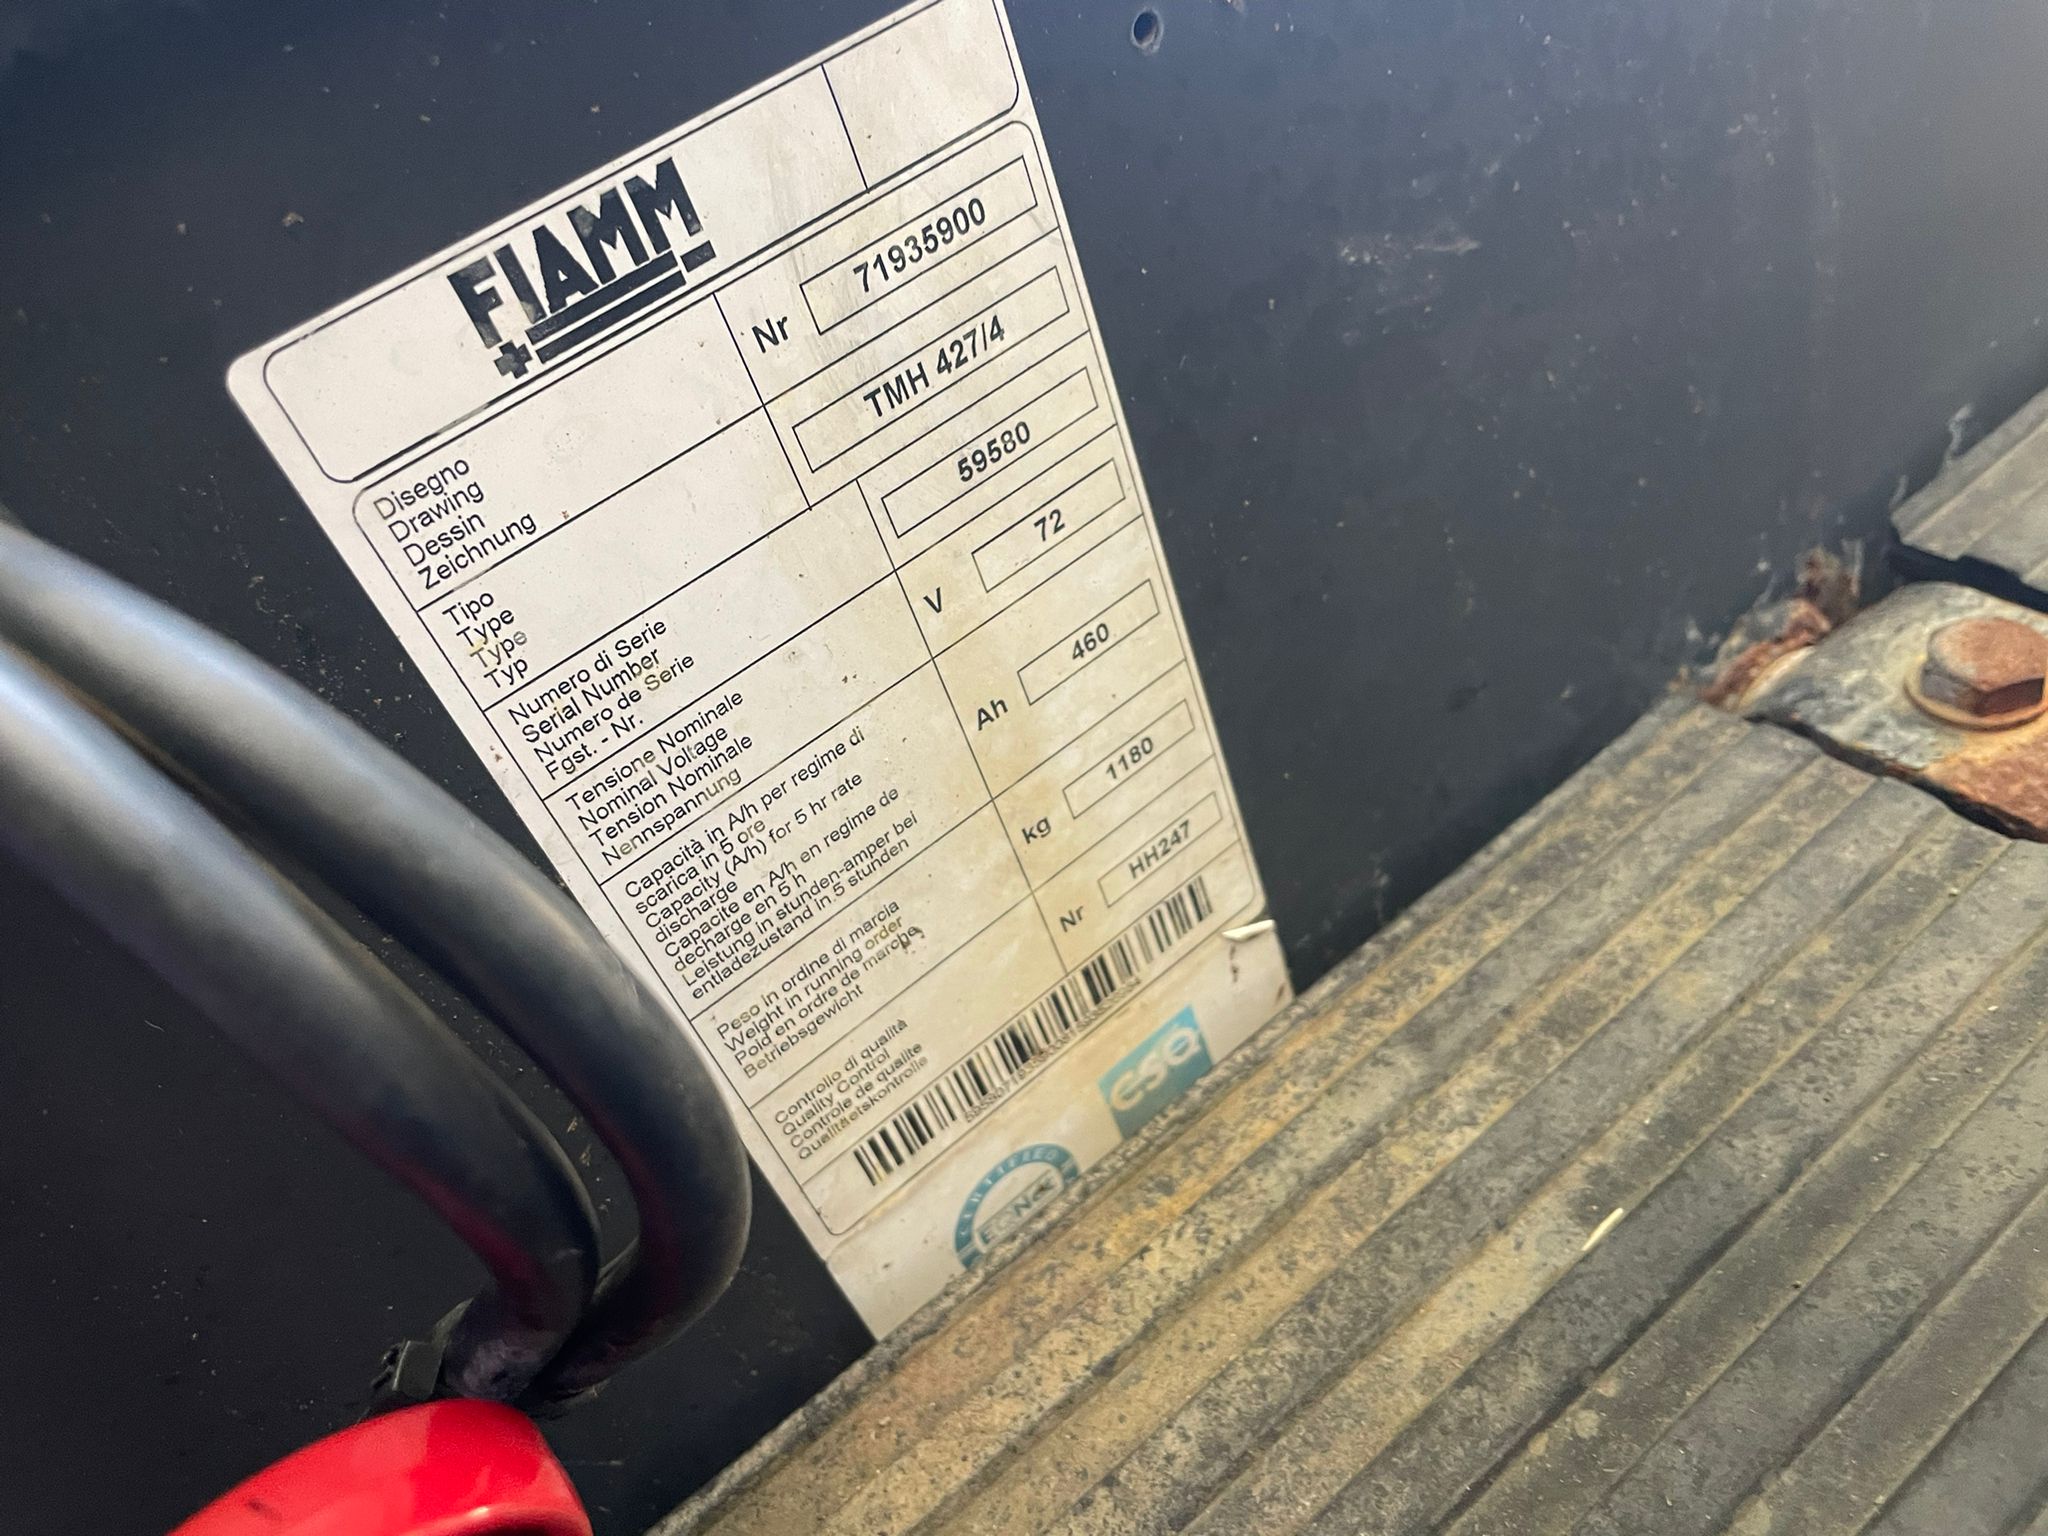 FIAMM
Disegno
Drawing
Dessin
Zeichnung
Nr 71935900
Tipo
Type
Type
Typ
TMH 427/4
Numero di Serie
Serial Number
Numero de Serie
Fgst. - Nr.
59580
Tensione Nominale
Nominal Voltage
Tension Nominale
Nennspannung
V 72
Capacità in A/h per regime di
scarica in 5 ore
Capacity (A/h) for 5 hr rate
discharge
Capacite en A/h en regime de
decharge en 5 h
Leistung in stunden-amper bei
entladezustand in 5 stunden
Ah 460
Peso in ordine di marcia
Weight in running order
Poid en ordre de marche
Betriebsgewicht
kg 1180
Controllo di qualità
Quality Control
Controle de qualite
Qualitaetskontrolle
Nr HH247
CSQ
CERTIFIED
IQNet